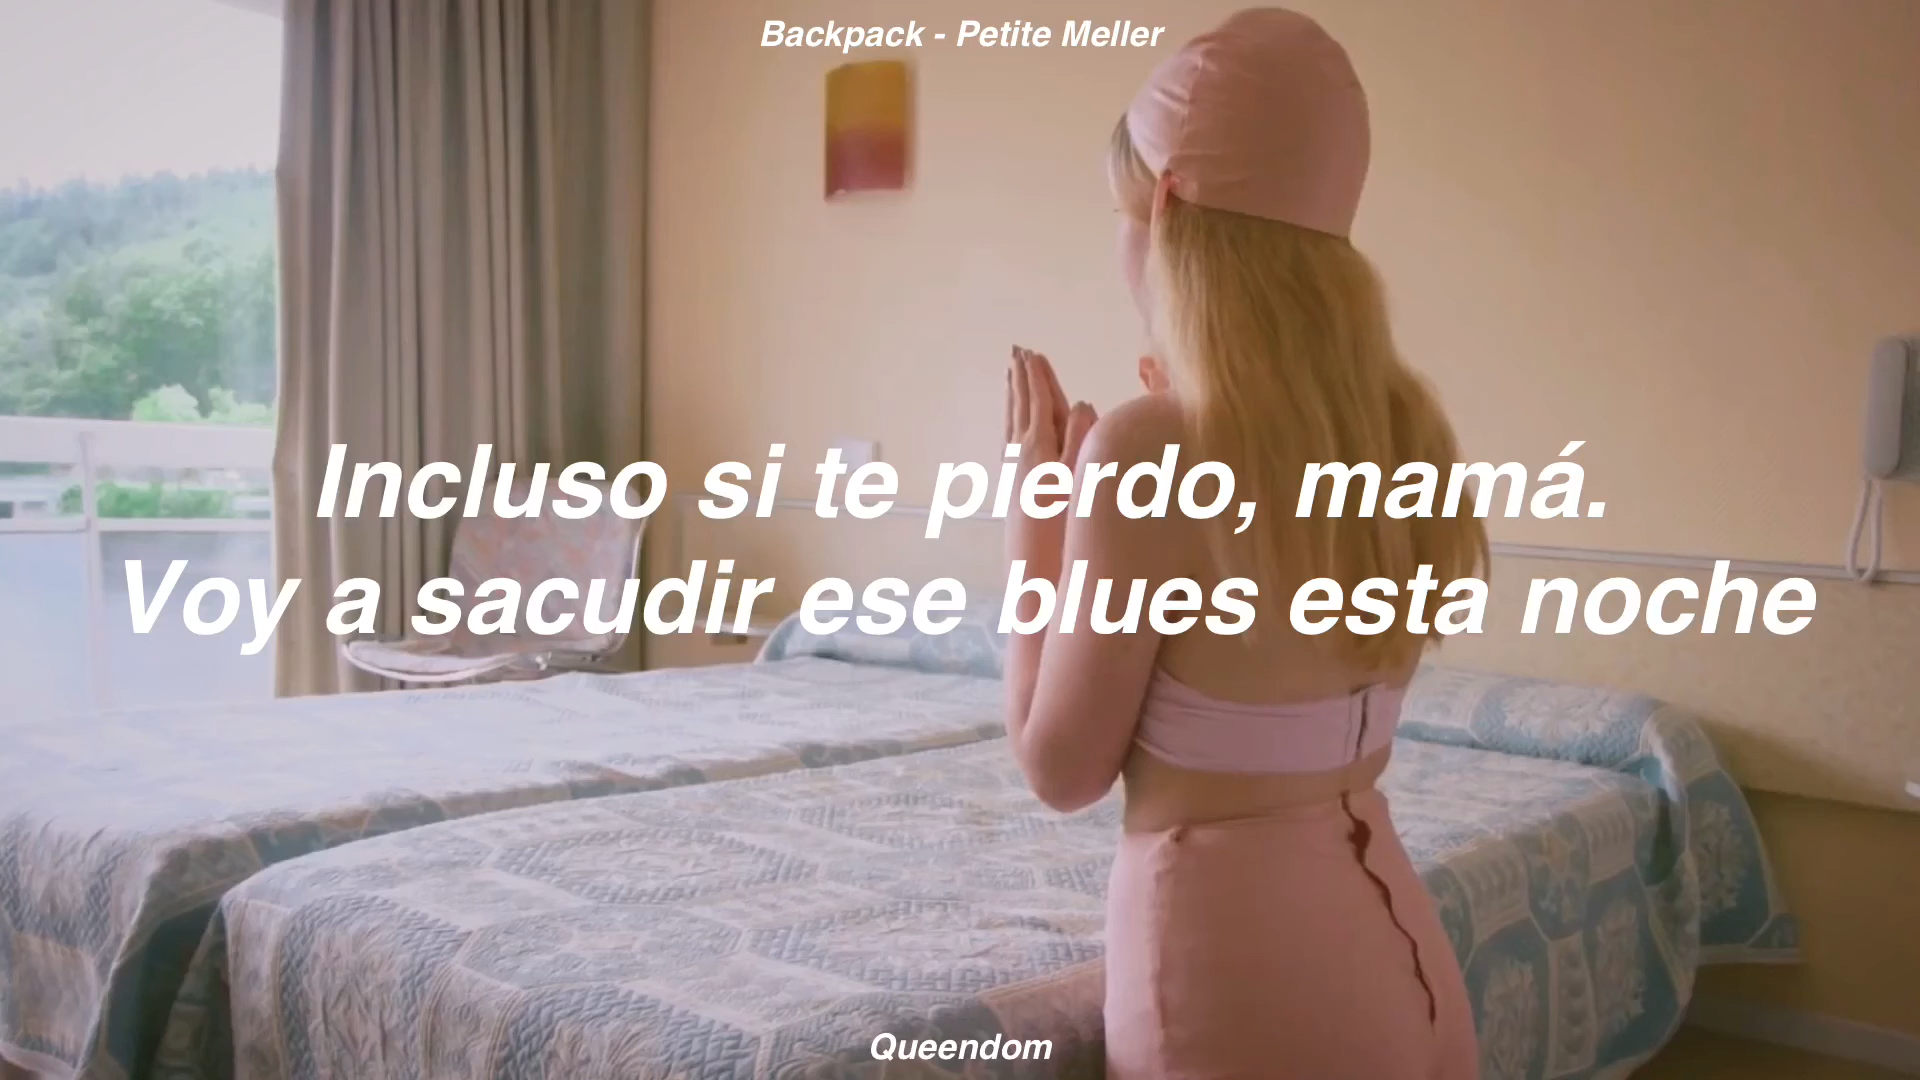 Backpack - Petite Meller
Incluso si te pierdo, mamá.
Voy a sacudir ese blues esta noche
Queendom